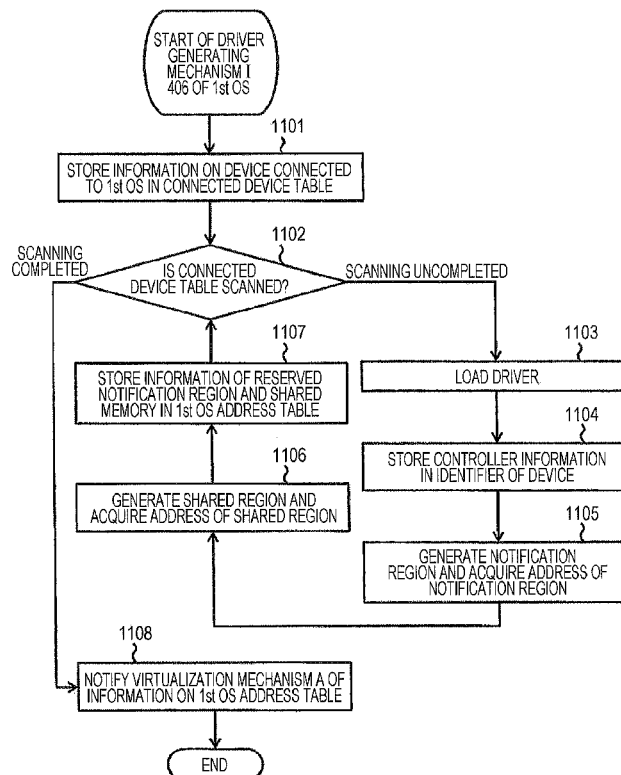 START OF DRIVER
GENERATING
MECHANISM I
406 OF 1st OS
1101
STORE INFORMATION ON DEVICE CONNECTED
TO 1st OS IN CONNECTED DEVICE TABLE
1102
SCANNING
COMPLETED
IS CONNECTED
DEVICE TABLE SCANNED?
SCANNING UNCOMPLETED
1103
LOAD DRIVER
1104
STORE CONTROLLER INFORMATION
IN IDENTIFIER OF DEVICE
1105
GENERATE NOTIFICATION
REGION AND ACQUIRE ADDRESS OF
NOTIFICATION REGION
1106
GENERATE SHARED REGION AND
ACQUIRE ADDRESS OF SHARED REGION
1107
STORE INFORMATION OF RESERVED
NOTIFICATION REGION AND SHARED
MEMORY IN 1st OS ADDRESS TABLE
1108
NOTIFY VIRTUALIZATION MECHANISM A OF
INFORMATION ON 1st OS ADDRESS TABLE
END